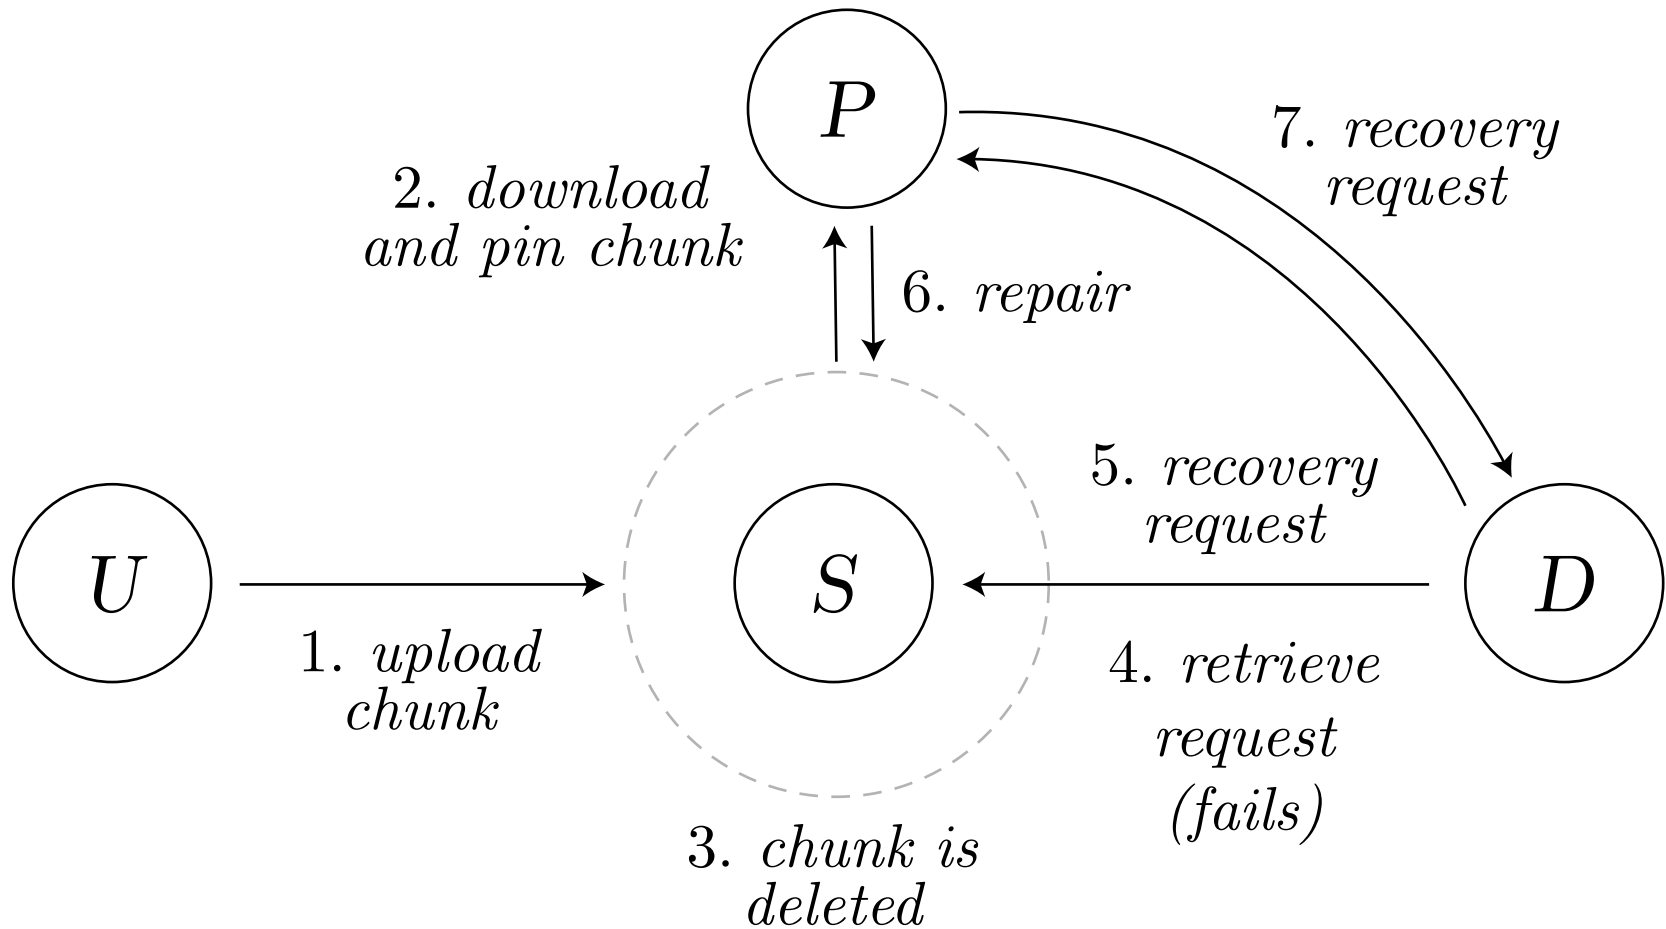 P
7. recovery
request
2. download
and pin chunk
6. repair
5. recovery
request
U
S
D
1. upload
chunk
4. retrieve
request
(fails)
3. chunk is
deleted